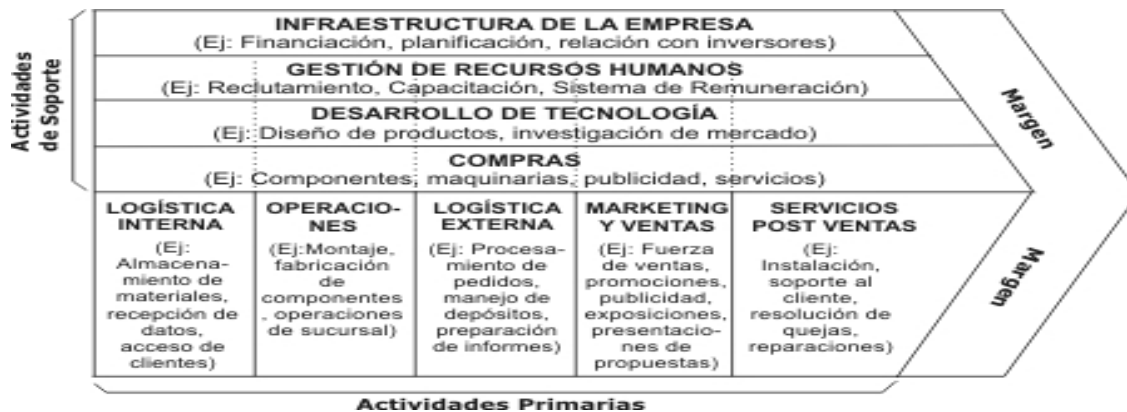 INFRAESTRUCTURA DE LA EMPRESA
(Ej: Financiación, planificación, relación con inversores)
GESTIÓN DE RECURSOS HUMANOS
(Ej: Reclutamiento, Capacitación, Sistema de Remuneración)
DESARROLLO DE TECNOLOGÍA
(Ej: Diseño de productos, investigación de mercado)
COMPRAS
(Ej: Componentes, maquinarias, publicidad, servicios)
Actividades
de Soporte
LOGÍSTICA
INTERNA
(Ej:
Almacena-
miento de
materiales,
recepción de
datos,
acceso de
clientes)
OPERACIO-
NES
(Ej:Montaje,
fabricación
de
componentes
, operaciones
de sucursal)
LOGÍSTICA
EXTERNA
(Ej: Procesa-
miento de
pedidos,
manejo de
depósitos,
preparación
de informes)
MARKETING
Y VENTAS
(Ej: Fuerza
de ventas,
promociones,
publicidad,
exposiciones,
presentacio-
nes de
propuestas)
SERVICIOS
POST VENTAS
(Ej:
Instalación,
soporte al
cliente,
resolución de
quejas,
reparaciones)
Margen
Margen
Actividades Primarias